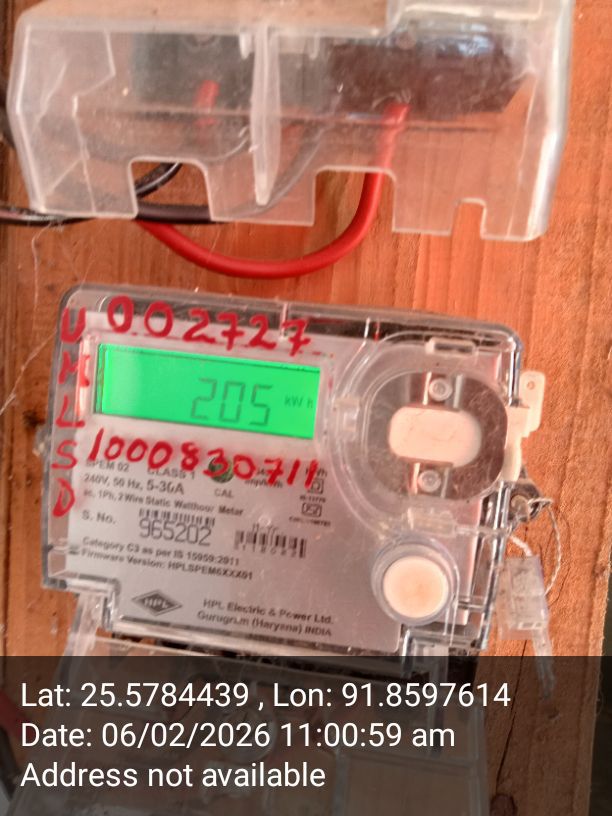 U 002727
205 kWh
M
L
S 1000830711
D
SPEM 02 CLASS 1
240V, 50 Hz, 5-30A
CAL
Ac, 1Ph, 2 Wire Static Watthour Meter
S. No.
965202
Category C3 as per IS 15959:2011
Firmware Version: HPLSPEM6XXX01
HPL
HPL Electric & Power Ltd.
Gurugram (Haryana) INDIA
Lat: 25.5784439 , Lon: 91.8597614
Date: 06/02/2026 11:00:59 am
Address not available